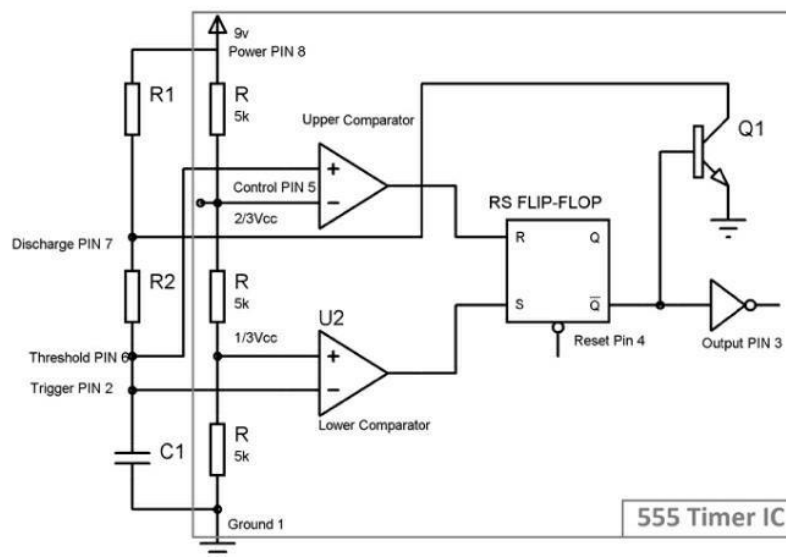 9v
Power PIN 8
R1
R
5k
Upper Comparator
Q1
+
Control PIN 5
−
RS FLIP-FLOP
2/3Vcc
R
Q
Discharge PIN 7
R2
R
5k
U2
S
Q̅
1/3Vcc
+
Reset Pin 4
Output PIN 3
Threshold PIN 6
Trigger PIN 2
−
Lower Comparator
R
5k
C1
Ground 1
555 Timer IC